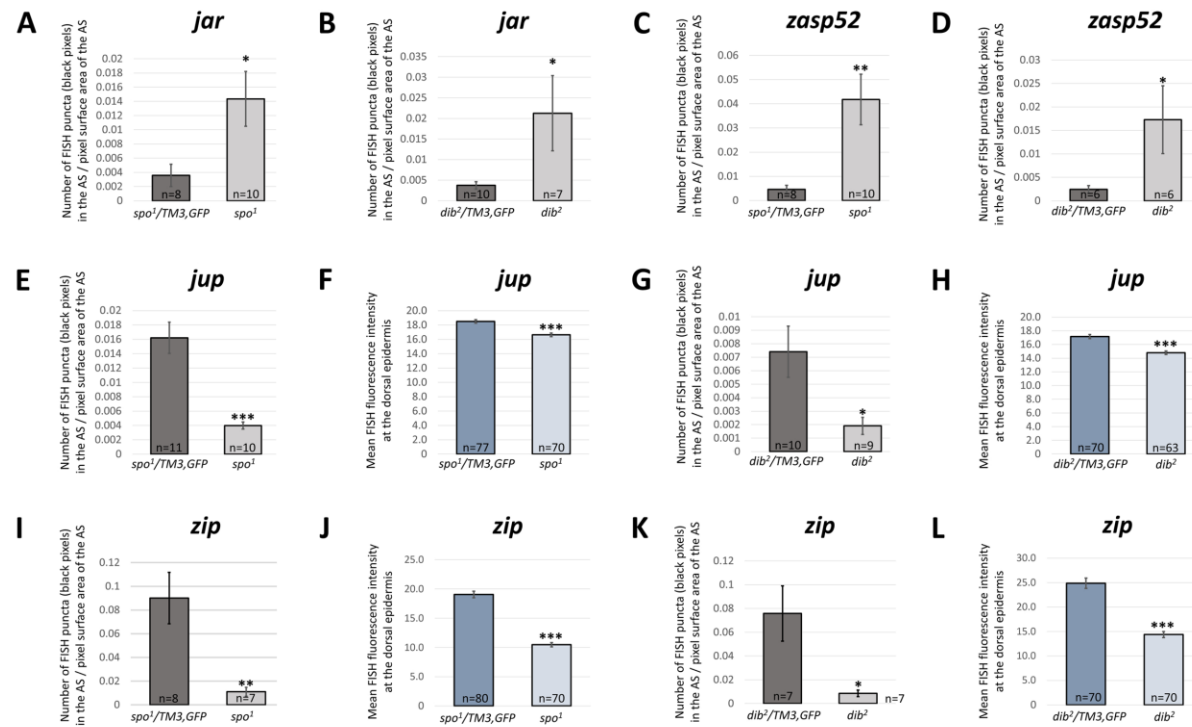 A
jar
Number of FISH puncta (black pixels)
in the AS / pixel surface area of the AS
0.02
0.018
0.016
0.014
0.012
0.01
0.008
0.006
0.004
0.002
0
*
n=8
n=10
spo¹/TM3,GFP
spo¹
B
jar
Number of FISH puncta (black pixels)
in the AS / pixel surface area of the AS
0.035
0.03
0.025
0.02
0.015
0.01
0.005
0
*
n=10
n=7
dib²/TM3,GFP
dib²
C
zasp52
Number of FISH puncta (black pixels)
in the AS / pixel surface area of the AS
0.06
0.05
0.04
0.03
0.02
0.01
0
**
n=8
n=10
spo¹/TM3,GFP
spo¹
D
zasp52
Number of FISH puncta (black pixels)
in the AS / pixel surface area of the AS
0.03
0.025
0.02
0.015
0.01
0.005
0
*
n=6
n=6
dib²/TM3,GFP
dib²
E
jup
Number of FISH puncta (black pixels)
in the AS / pixel surface area of the AS
0.02
0.018
0.016
0.014
0.012
0.01
0.008
0.006
0.004
0.002
0
***
n=11
n=10
spo¹/TM3,GFP
spo¹
F
jup
Mean FISH fluorescence intensity
at the dorsal epidermis
20.0
18.0
16.0
14.0
12.0
10.0
8.0
6.0
4.0
2.0
0.0
***
n=77
n=70
spo¹/TM3,GFP
spo¹
G
jup
Number of FISH puncta (black pixels)
in the AS / pixel surface area of the AS
0.01
0.009
0.008
0.007
0.006
0.005
0.004
0.003
0.002
0.001
0
*
n=10
n=9
dib²/TM3,GFP
dib²
H
jup
Mean FISH fluorescence intensity
at the dorsal epidermis
20.0
18.0
16.0
14.0
12.0
10.0
8.0
6.0
4.0
2.0
0.0
***
n=70
n=63
dib²/TM3,GFP
dib²
I
zip
Number of FISH puncta (black pixels)
in the AS / pixel surface area of the AS
0.12
0.1
0.08
0.06
0.04
0.02
0
**
n=8
n=7
spo¹/TM3,GFP
spo¹
J
zip
Mean FISH fluorescence intensity
at the dorsal epidermis
25.0
20.0
15.0
10.0
5.0
0.0
***
n=80
n=70
spo¹/TM3,GFP
spo¹
K
zip
Number of FISH puncta (black pixels)
in the AS / pixel surface area of the AS
0.12
0.1
0.08
0.06
0.04
0.02
0
*
n=7
n=7
dib²/TM3,GFP
dib²
L
zip
Mean FISH fluorescence intensity
at the dorsal epidermis
30.0
25.0
20.0
15.0
10.0
5.0
0.0
***
n=70
n=70
dib²/TM3,GFP
dib²